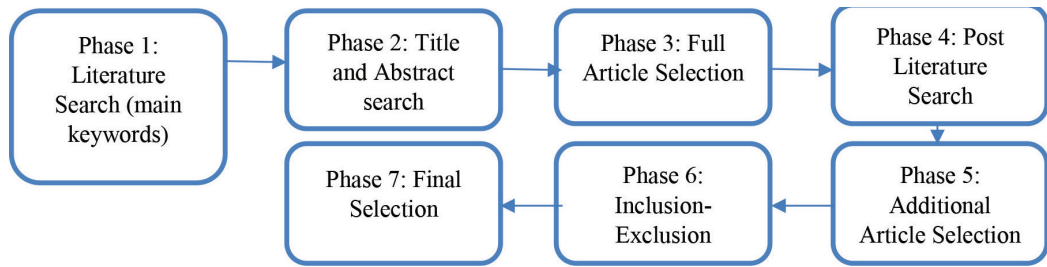 Phase 1:
Literature
Search (main
keywords)
Phase 2: Title
and Abstract
search
Phase 3: Full
Article Selection
Phase 4: Post
Literature
Search
Phase 5:
Additional
Article Selection
Phase 6:
Inclusion-
Exclusion
Phase 7: Final
Selection